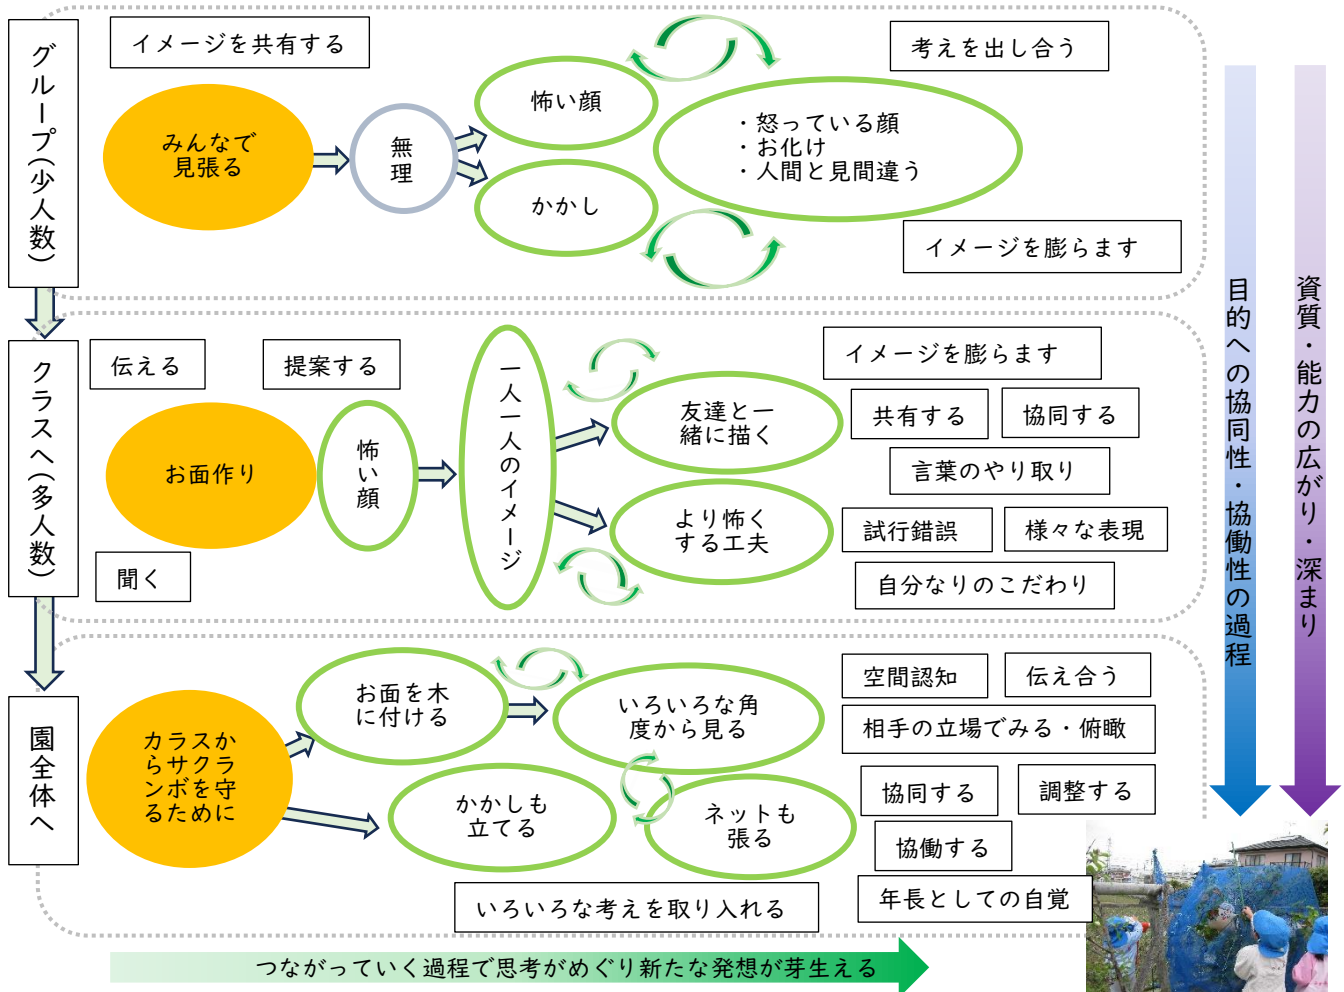 グループ(少人数)
イメージを共有する
考えを出し合う
みんなで
見張る
無理
怖い顔
かかし
・怒っている顔
・お化け
・人間と見間違う
イメージを膨らます
クラスへ(多人数)
伝える
提案する
聞く
お面作り
怖い顔
一人一人のイメージ
友達と一
緒に描く
より怖く
する工夫
イメージを膨らます
共有する
協同する
言葉のやり取り
試行錯誤
様々な表現
自分なりのこだわり
園全体へ
カラスか
らサクラ
ンボを守
るために
お面を木
に付ける
いろいろな角
度から見る
かかしも
立てる
ネットも
張る
空間認知
伝え合う
相手の立場でみる・俯瞰
協同する
調整する
協働する
年長としての自覚
いろいろな考えを取り入れる
目的への協同性・協働性の過程
資質・能力の広がり・深まり
つながっていく過程で思考がめぐり新たな発想が芽生える